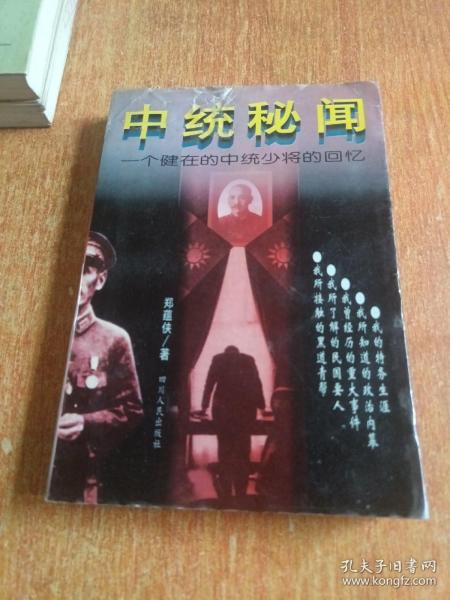 中统秘闻
一个健在的中统少将的回忆
●我的特务生涯
●我所知道的政治内幕
●我曾经历的重大事件
●我所了解的民国要人
●我所接触的黑道青帮
郑蕴侠/著
四川人民出版社
孔夫子旧书网
www.kongfz.com